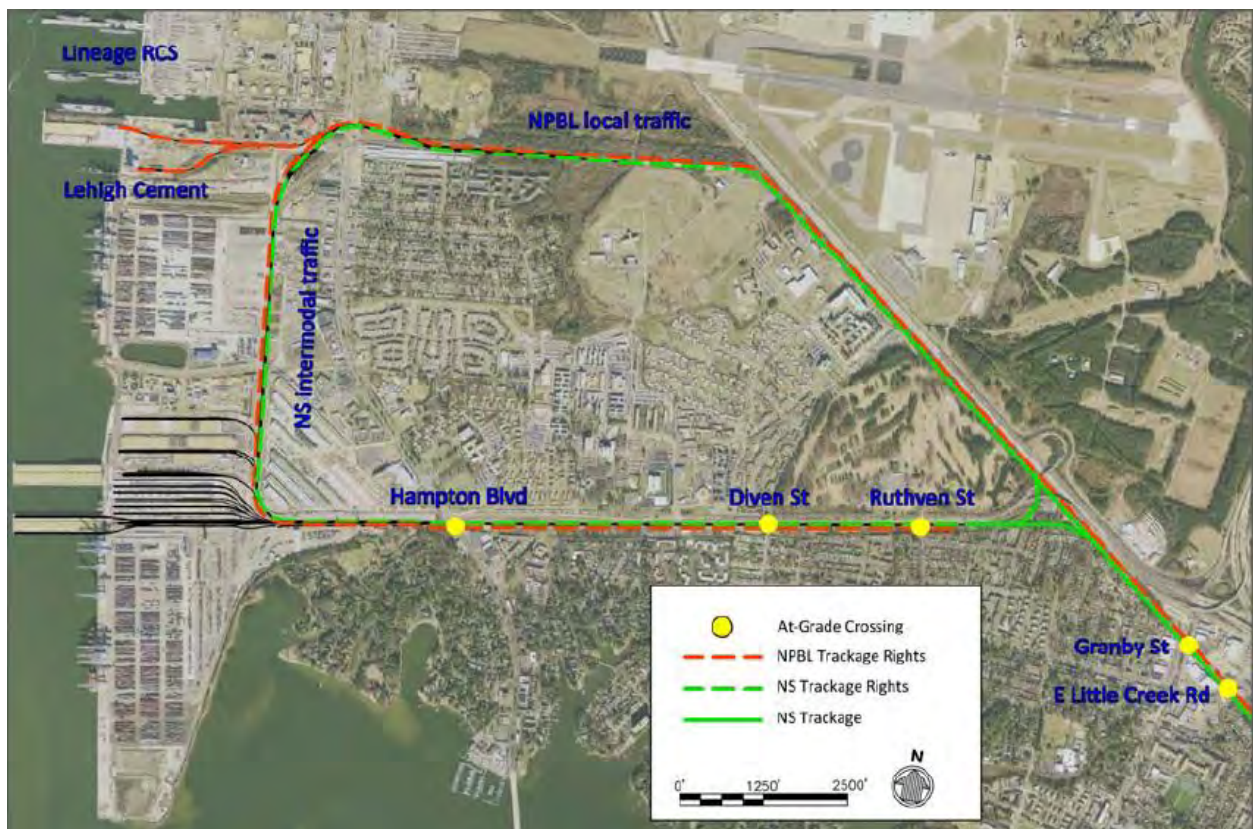 Lineage RCS
NPBL local traffic
Lehigh Cement
NS intermodal traffic
Hampton Blvd
Diven St
Ruthven St
Granby St
E Little Creek Rd
At-Grade Crossing
NPBL Trackage Rights
NS Trackage Rights
NS Trackage
N
0' 1250' 2500'